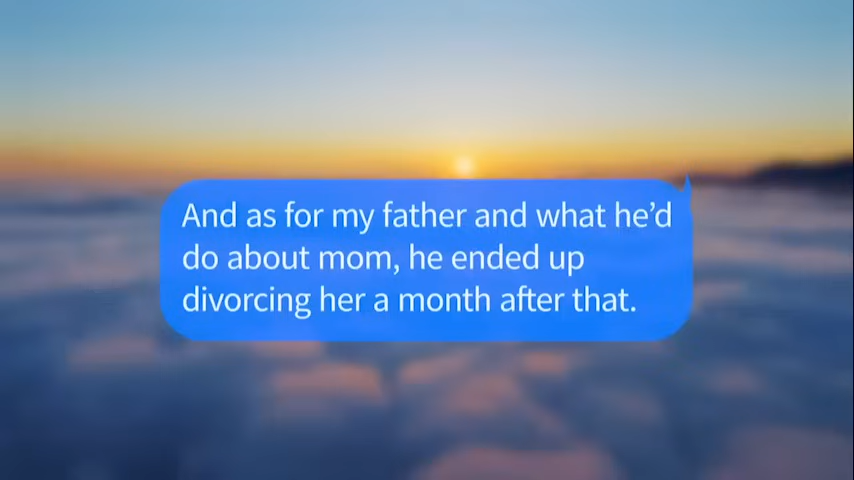 And as for my father and what he’d
do about mom, he ended up
divorcing her a month after that.